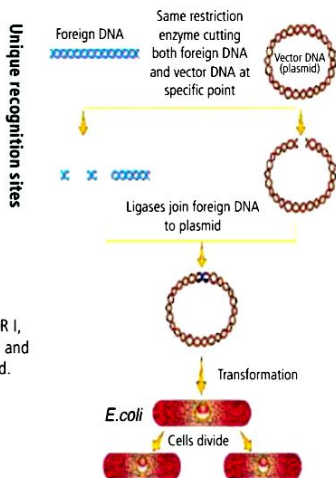 Unique recognition sites
Foreign DNA
Same restriction
enzyme cutting
both foreign DNA
and vector DNA at
specific point
Vector DNA
(plasmid)
Ligases join foreign DNA
to plasmid
R I,
and
d.
Transformation
E.coli
Cells divide